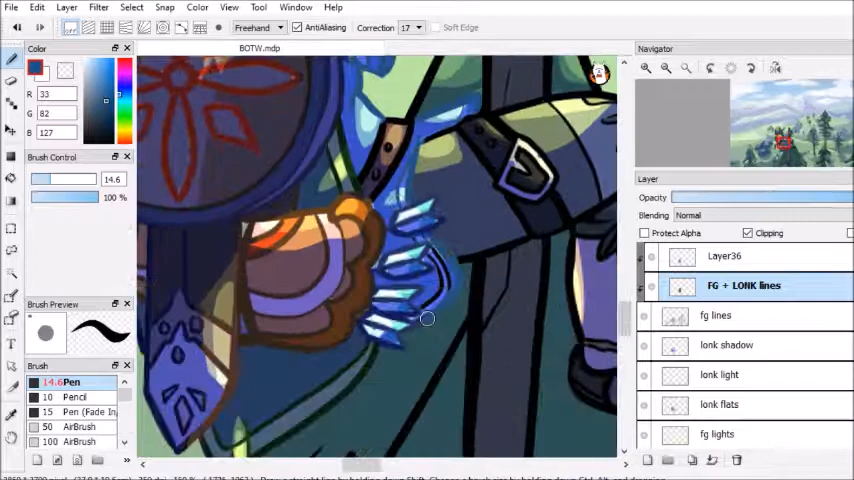 File Edit Layer Filter Select Snap Color View Tool Window Help
Freehand AntiAliasing Correction 17 Soft Edge
BOTW.mdp
Color
R 33
G 82
B 127
Brush Control
14.6
100 %
Brush Preview
Brush
14.6 Pen
10 Pencil
15 Pen (Fade In
50 AirBrush
100 AirBrush
Navigator
Layer
Opacity
Blending Normal
Protect Alpha Clipping
Layer36
FG + LONK lines
fg lines
lonk shadow
lonk light
lonk flats
fg lights